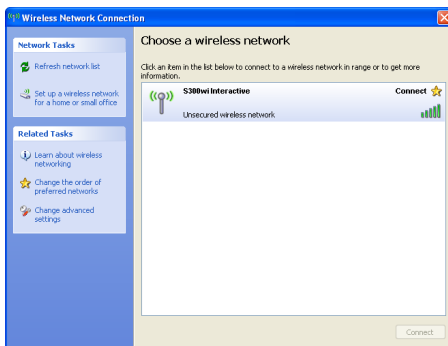 Wireless Network Connection
Network Tasks
Refresh network list
Set up a wireless network
for a home or small office
Related Tasks
Learn about wireless
networking
Change the order of
preferred networks
Change advanced
settings
Choose a wireless network
Click an item in the list below to connect to a wireless network in range or to get more
information.
S300wi Interactive
Connect
Unsecured wireless network
Connect